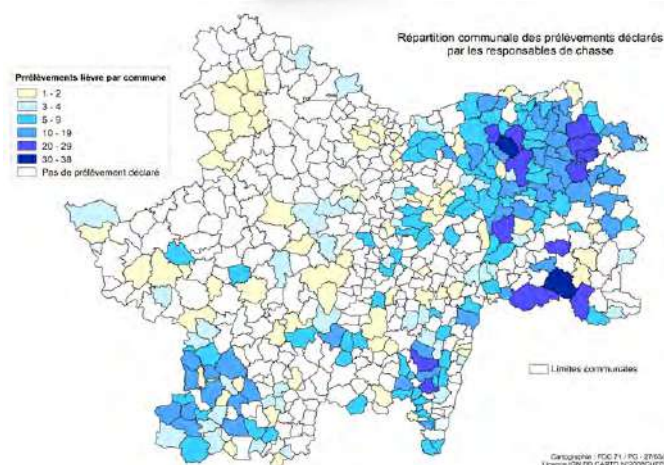 Répartition communale des prélèvements déclarés
par les responsables de chasse
Prélèvements lièvre par commune
1 - 2
3 - 4
5 - 9
10 - 19
20 - 29
30 - 38
Pas de prélèvement déclaré
Limites communales
Cartographie : FDC 71 / PG -